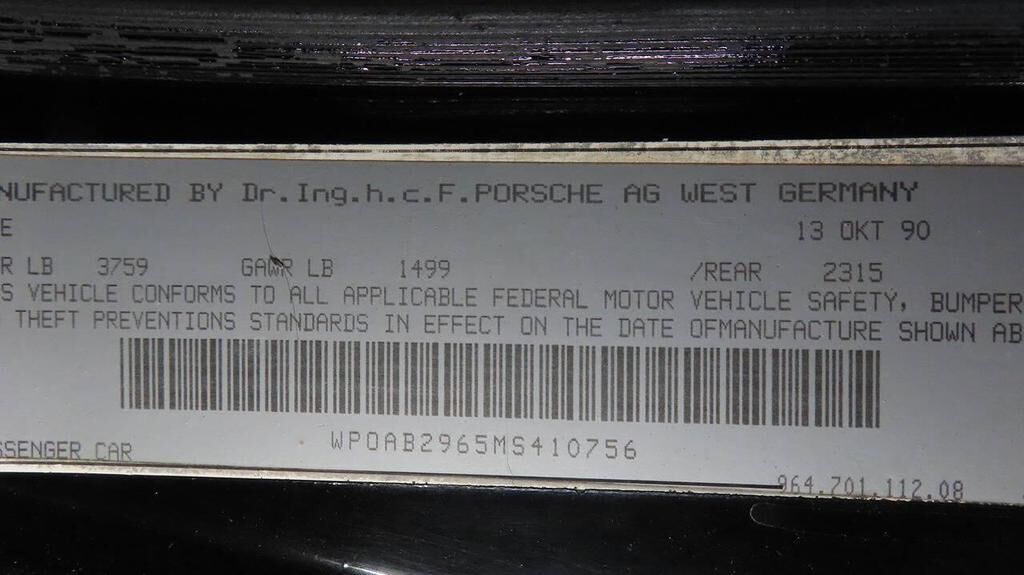 NUFACTURED BY Dr.Ing.h.c.F.PORSCHE AG WEST GERMANY
E 13 OKT 90
R LB 3759 GAWR LB 1499 /REAR 2315
S VEHICLE CONFORMS TO ALL APPLICABLE FEDERAL MOTOR VEHICLE SAFETY, BUMPER
THEFT PREVENTIONS STANDARDS IN EFFECT ON THE DATE OFMANUFACTURE SHOWN AB
WP0AB2965MS410756
SSENGER CAR
964.701.112.08